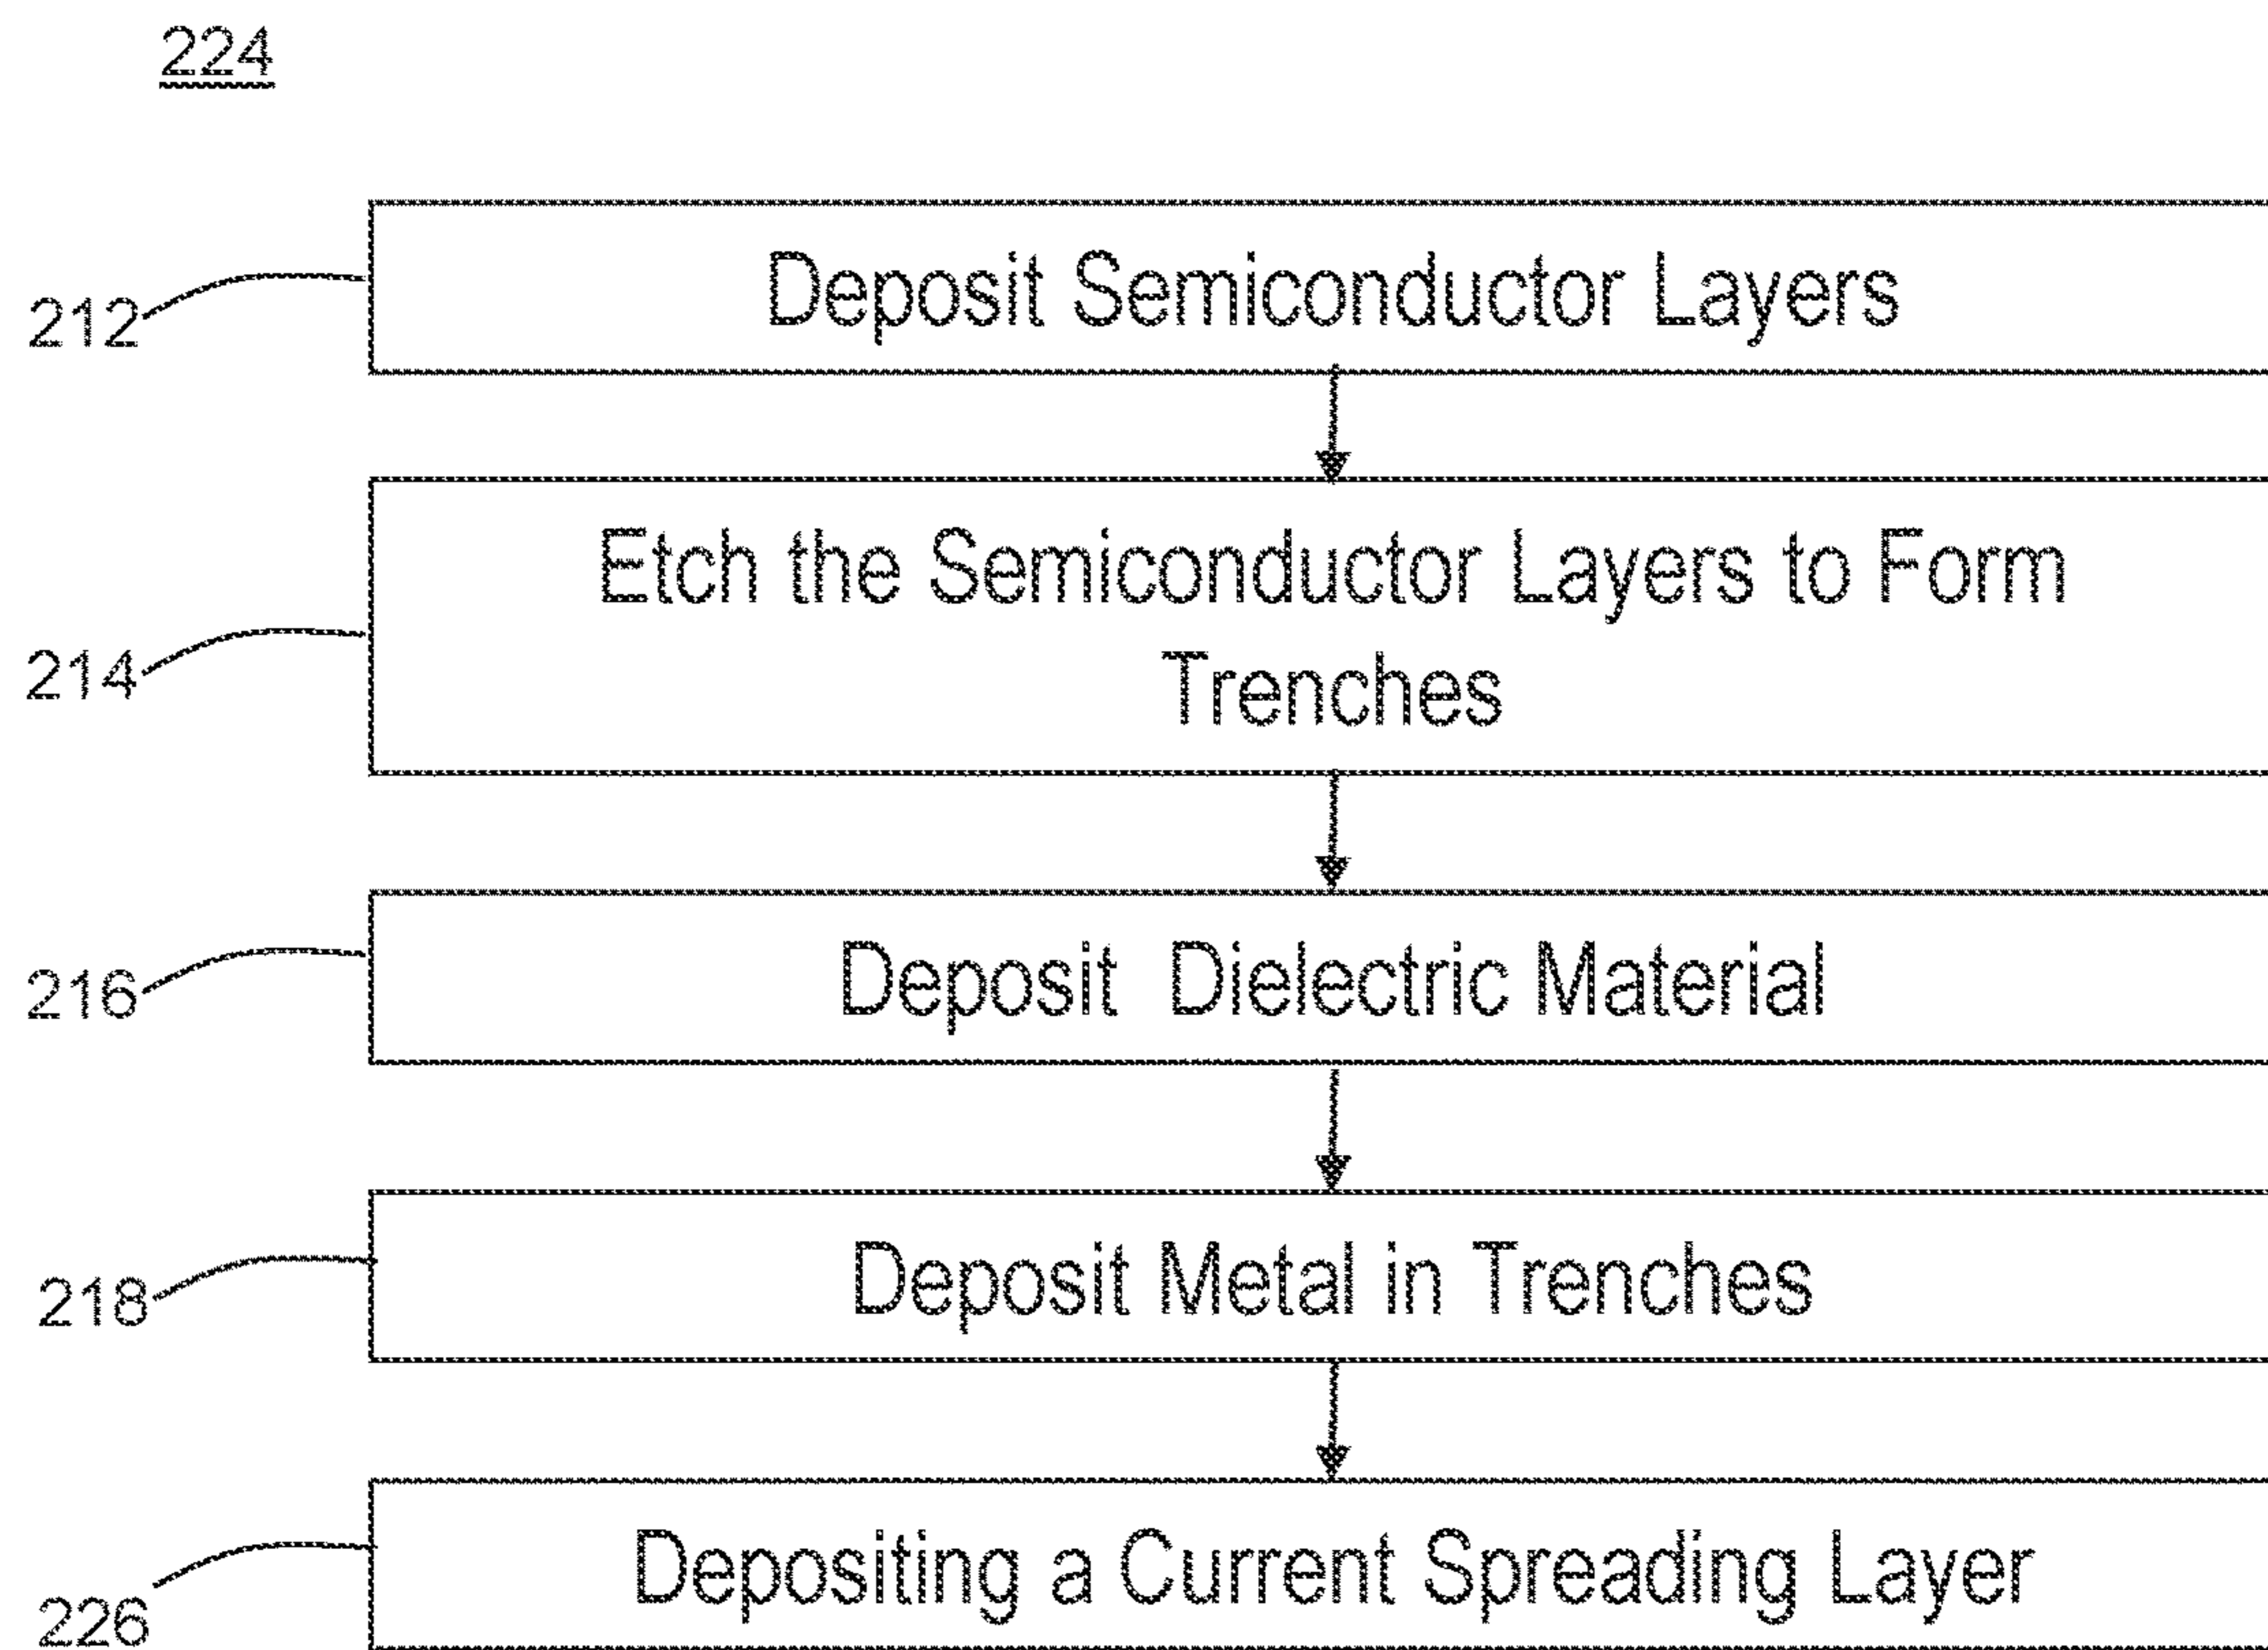 224
212
Deposit Semiconductor Layers
214
Etch the Semiconductor Layers to Form
Trenches
216
Deposit Dielectric Material
218
Deposit Metal in Trenches
226
Depositing a Current Spreading Layer